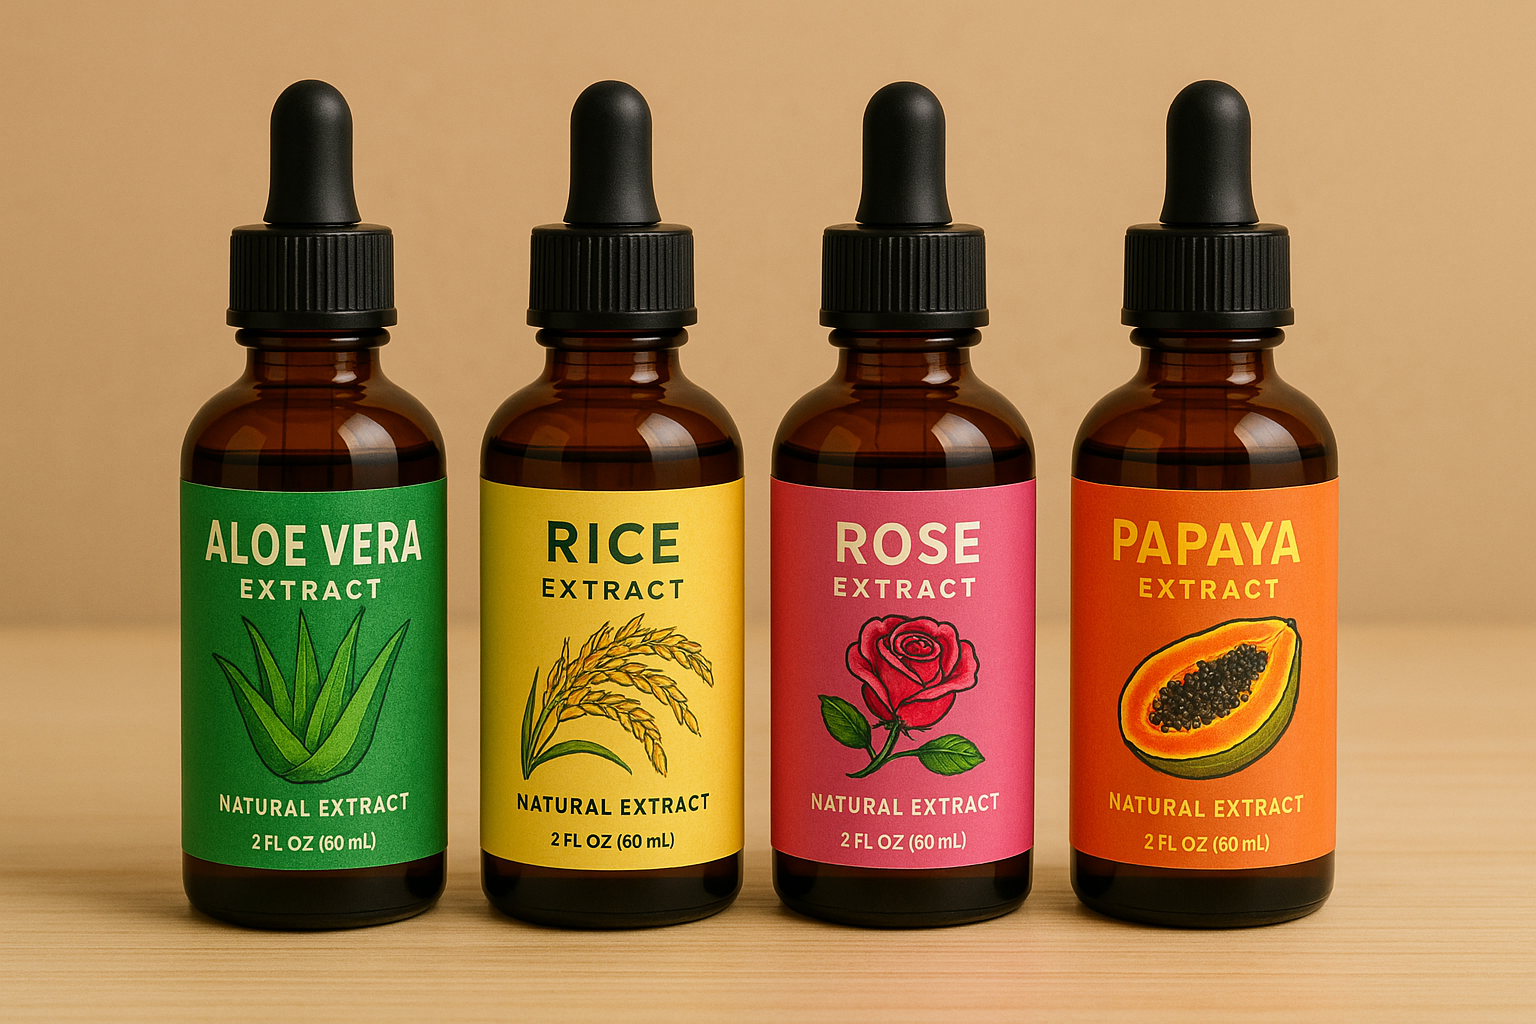 ALOE VERA
EXTRACT
NATURAL EXTRACT
2 FL OZ (60 mL)
RICE
EXTRACT
NATURAL EXTRACT
2 FL OZ (60 mL)
ROSE
EXTRACT
NATURAL EXTRACT
2 FL OZ (60 mL)
PAPAYA
EXTRACT
NATURAL EXTRACT
2 FL OZ (60 mL)